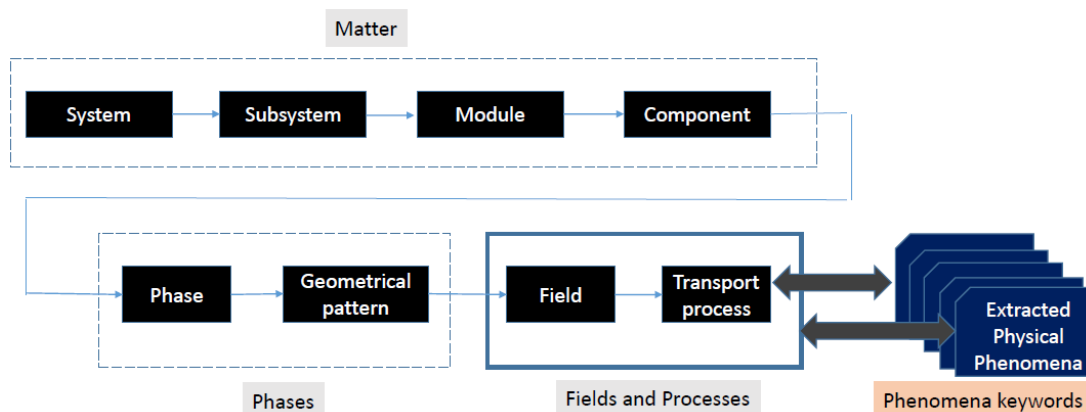 Matter
System
Subsystem
Module
Component
Phase
Geometrical
pattern
Field
Transport
process
Extracted
Physical
Phenomena
Phases
Fields and Processes
Phenomena keywords